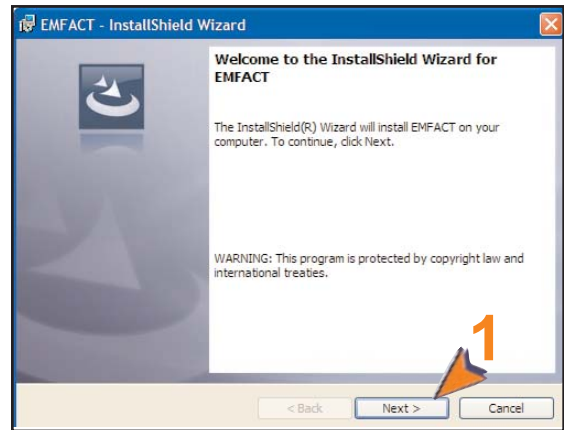 EMFACT - InstallShield Wizard
Welcome to the InstallShield Wizard for
EMFACT
The InstallShield(R) Wizard will install EMFACT on your
computer. To continue, click Next.
WARNING: This program is protected by copyright law and
international treaties.
1
< Back
Next >
Cancel